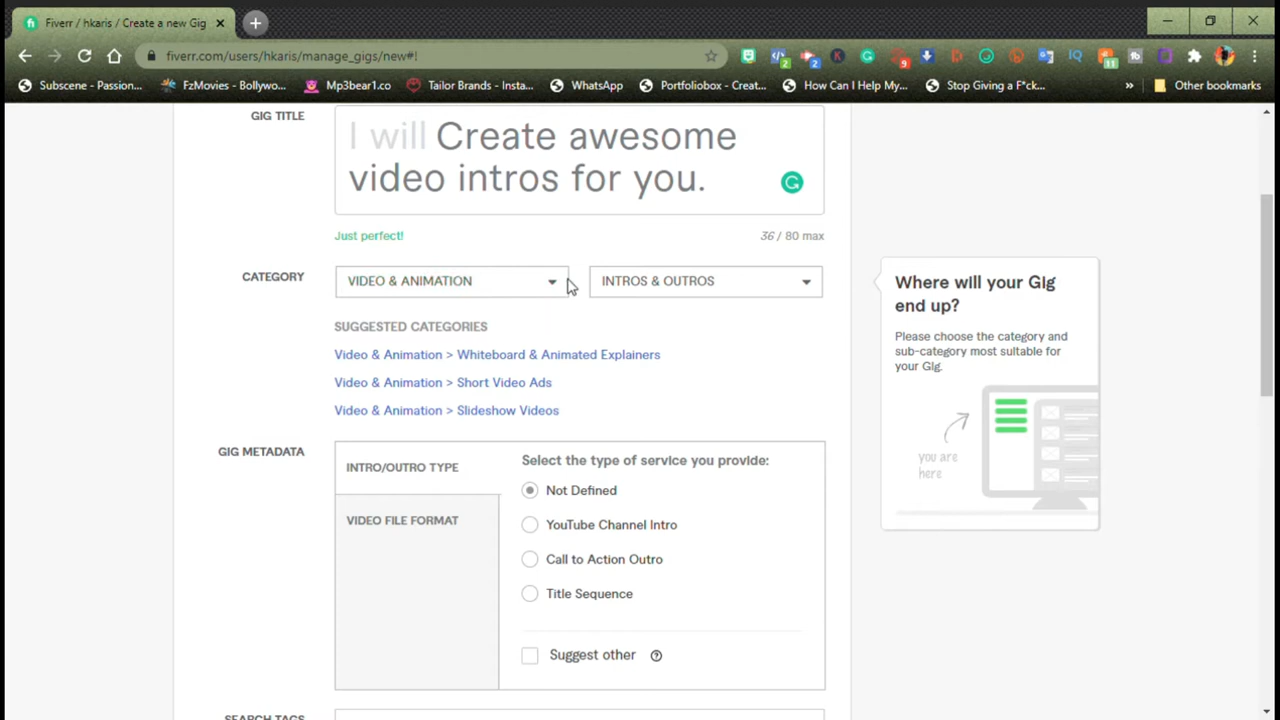 Fiverr / hkaris / Create a new Gig
fiverr.com/users/hkaris/manage_gigs/new#!
2
2
9
IQ
11
Subscene - Passion...
FzMovies - Bollywo...
Mp3bear1.co
Tailor Brands - Insta...
WhatsApp
Portfoliobox - Creat...
How Can I Help My...
Stop Giving a F*ck...
»
Other bookmarks
GIG TITLE
I will Create awesome
video intros for you.
Just perfect!
36 / 80 max
CATEGORY
VIDEO & ANIMATION
INTROS & OUTROS
SUGGESTED CATEGORIES
Video & Animation > Whiteboard & Animated Explainers
Video & Animation > Short Video Ads
Video & Animation > Slideshow Videos
Where will your Gig
end up?
Please choose the category and
sub-category most suitable for
your Gig.
you are
here
GIG METADATA
INTRO/OUTRO TYPE
VIDEO FILE FORMAT
Select the type of service you provide:
Not Defined
YouTube Channel Intro
Call to Action Outro
Title Sequence
Suggest other
SEARCH TAGS